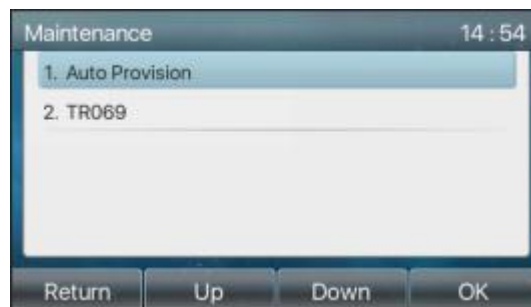 Maintenance 14:54
1. Auto Provision
2. TR069
Return Up Down OK